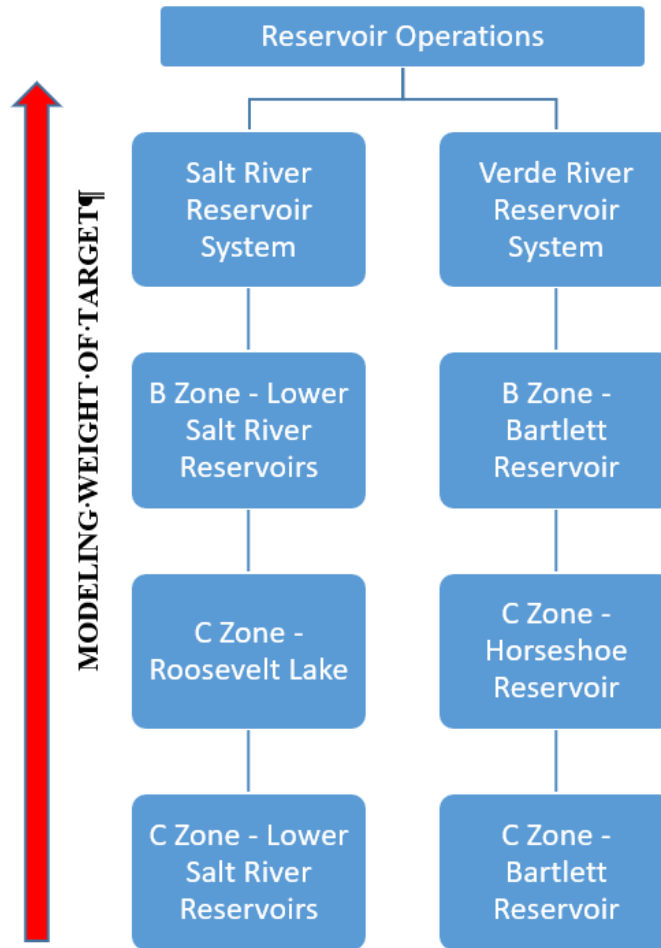 Reservoir Operations
MODELING·WEIGHT·OF·TARGET¶
Salt River
Reservoir
System
Verde River
Reservoir
System
B Zone - Lower
Salt River
Reservoirs
B Zone -
Bartlett
Reservoir
C Zone -
Roosevelt Lake
C Zone -
Horseshoe
Reservoir
C Zone - Lower
Salt River
Reservoirs
C Zone -
Bartlett
Reservoir